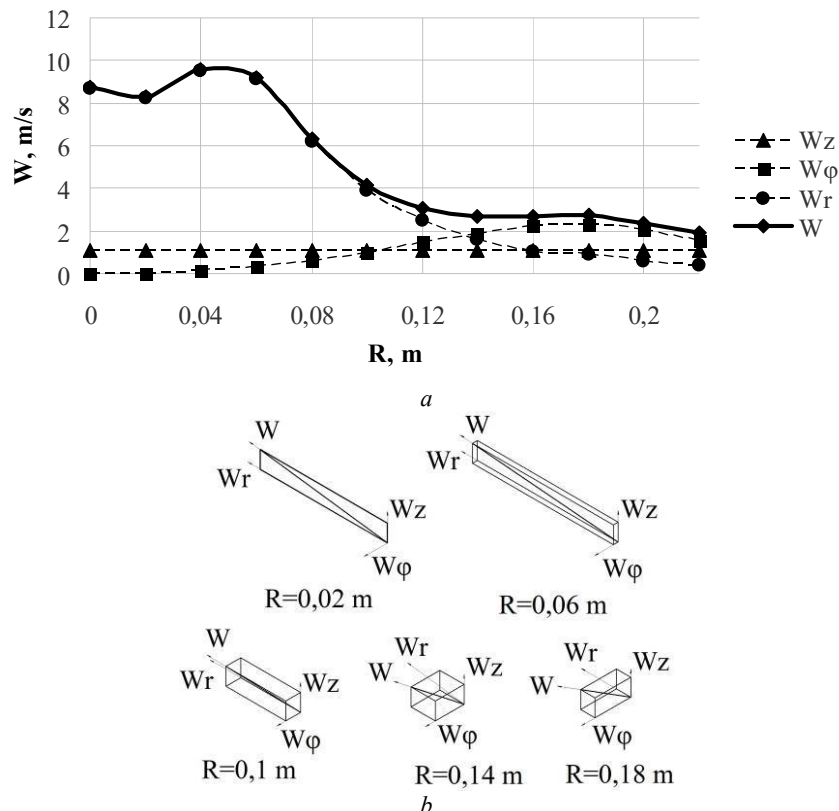 12
10
8
6
4
2
0
W, m/s
0 0,04 0,08 0,12 0,16 0,2
R, m
Wz
Wφ
Wr
W
a
W
Wr
Wz
Wφ
R=0,02 m
W
Wr
Wz
Wφ
R=0,06 m
W
Wr
Wz
Wφ
R=0,1 m
Wr
W
Wz
Wφ
R=0,14 m
Wr
W
Wz
Wφ
R=0,18 m
b